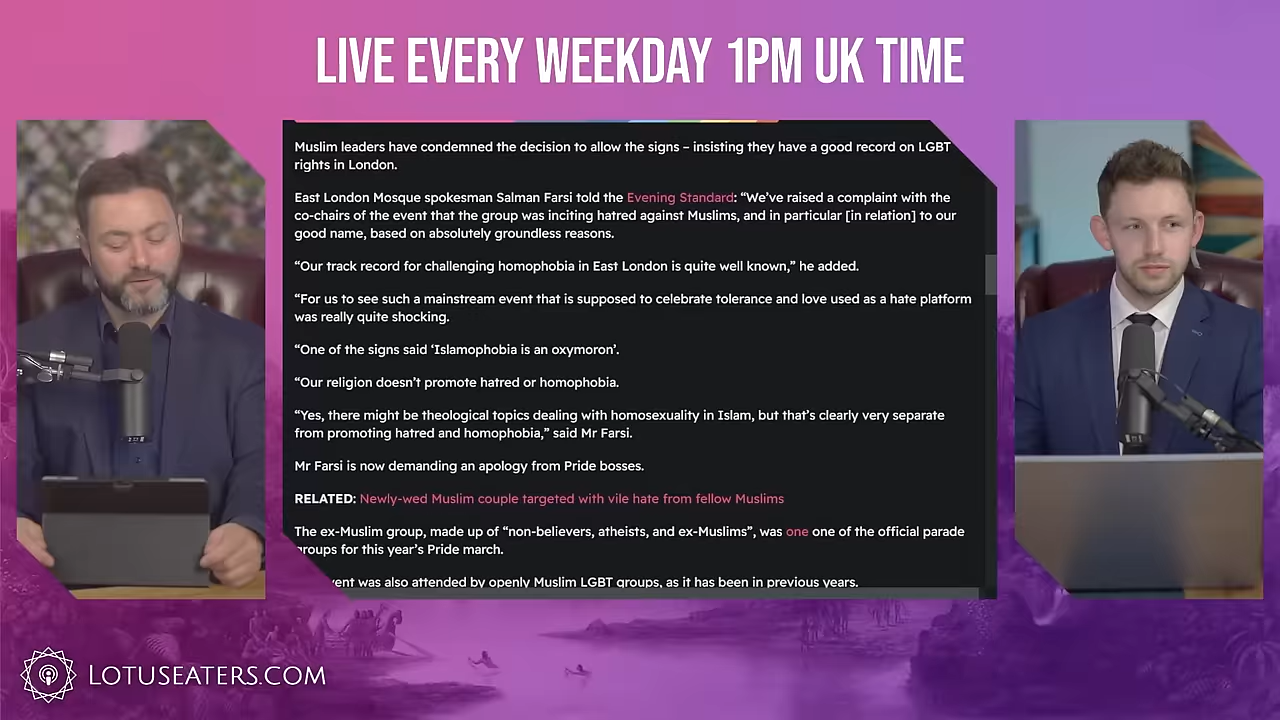 LIVE EVERY WEEKDAY 1PM UK TIME
Muslim leaders have condemned the decision to allow the signs – insisting they have a good record on LGBT
rights in London.
East London Mosque spokesman Salman Farsi told the Evening Standard: “We’ve raised a complaint with the
co-chairs of the event that the group was inciting hatred against Muslims, and in particular [in relation] to our
good name, based on absolutely groundless reasons.
“Our track record for challenging homophobia in East London is quite well known,” he added.
“For us to see such a mainstream event that is supposed to celebrate tolerance and love used as a hate platform
was really quite shocking.
“One of the signs said ‘Islamophobia is an oxymoron’.
“Our religion doesn’t promote hatred or homophobia.
“Yes, there might be theological topics dealing with homosexuality in Islam, but that’s clearly very separate
from promoting hatred and homophobia,” said Mr Farsi.
Mr Farsi is now demanding an apology from Pride bosses.
RELATED: Newly-wed Muslim couple targeted with vile hate from fellow Muslims
The ex-Muslim group, made up of “non-believers, atheists, and ex-Muslims”, was one one of the official parade
groups for this year’s Pride march.
was also attended by openly Muslim LGBT groups, as it has been in previous years.
LOTUSEATERS.COM